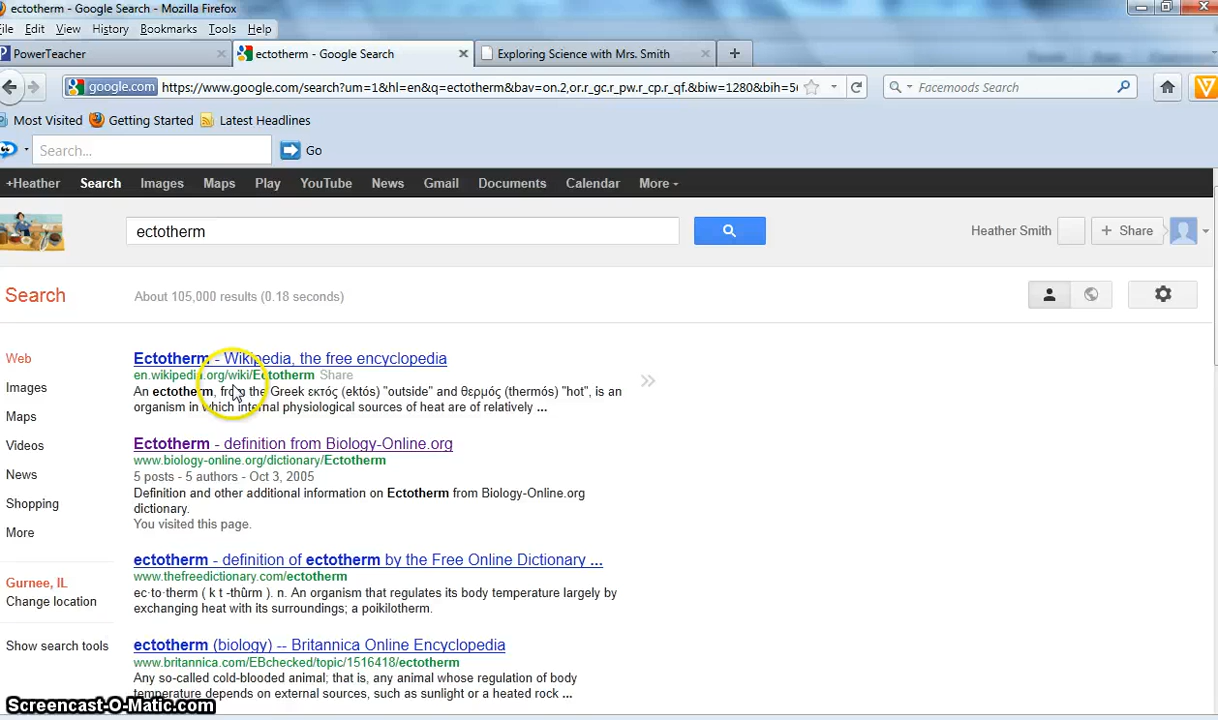 ectotherm - Google Search - Mozilla Firefox
File Edit View History Bookmarks Tools Help
PowerTeacher ectotherm - Google Search Exploring Science with Mrs. Smith
google.com https://www.google.com/search?um=1&hl=en&q=ectotherm&bav=on.2,or.r_gc.r_pw.r_cp.r_qf.&biw=1280&bih=5 Facemoods Search
Most Visited Getting Started Latest Headlines
Search... Go
+Heather Search Images Maps Play YouTube News Gmail Documents Calendar More
ectotherm Heather Smith + Share
Search About 105,000 results (0.18 seconds)
Web
Images
Maps
Videos
News
Shopping
More
Gurnee, IL
Change location
Show search tools
Ectotherm - Wikipedia, the free encyclopedia
en.wikipedia.org/wiki/Ectotherm Share
An ectotherm, from the Greek εκτός (ektós) "outside" and θερμός (thermós) "hot", is an
organism in which internal physiological sources of heat are of relatively ...
Ectotherm - definition from Biology-Online.org
www.biology-online.org/dictionary/Ectotherm
5 posts - 5 authors - Oct 3, 2005
Definition and other additional information on Ectotherm from Biology-Online.org
dictionary.
You visited this page.
ectotherm - definition of ectotherm by the Free Online Dictionary ...
www.thefreedictionary.com/ectotherm
ec·to·therm ( k t -thûrm ). n. An organism that regulates its body temperature largely by
exchanging heat with its surroundings; a poikilotherm.
ectotherm (biology) -- Britannica Online Encyclopedia
www.britannica.com/EBchecked/topic/1516418/ectotherm
Any so-called cold-blooded animal; that is, any animal whose regulation of body
temperature depends on external sources, such as sunlight or a heated rock ...
Screencast-O-Matic.com